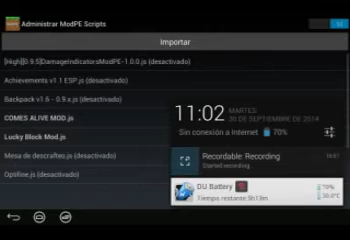 Administrar ModPE Scripts
Importar
[High][0.9.5]DamageIndicatorsModPE-1.0.0.js (desactivado)
Achievements v1.1 ESP.js (desactivado)
Backpack v1.6 - 0.9.x.js (desactivado)
COMES ALIVE MOD.js
Lucky Block Mod.js
Mesa de descrafteo.js (desactivado)
Optifine.js (desactivado)
11:02
MARTES
30 DE SEPTIEMBRE DE 2014
Sin conexión a Internet
70%
Recordable: Recording
Started recording
DU Battery
Tiempo restante:5h13m